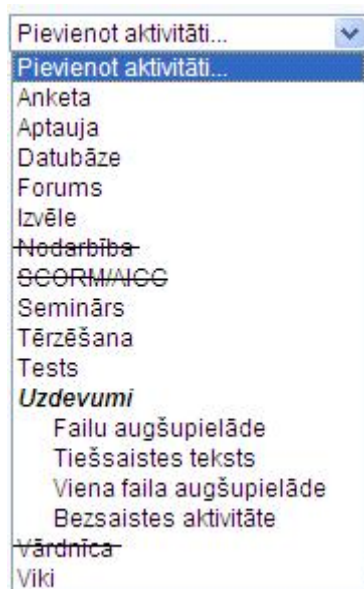 Pievienot aktivitāti...
Pievienot aktivitāti...
Anketa
Aptauja
Datubāze
Forums
Izvēle
Nodarbība
SCORM/AICC
Seminārs
Tērzēšana
Tests
Uzdevumi
Failu augšupielāde
Tiešsaistes teksts
Viena faila augšupielāde
Bezsaistes aktivitāte
Vārdnīca
Viki